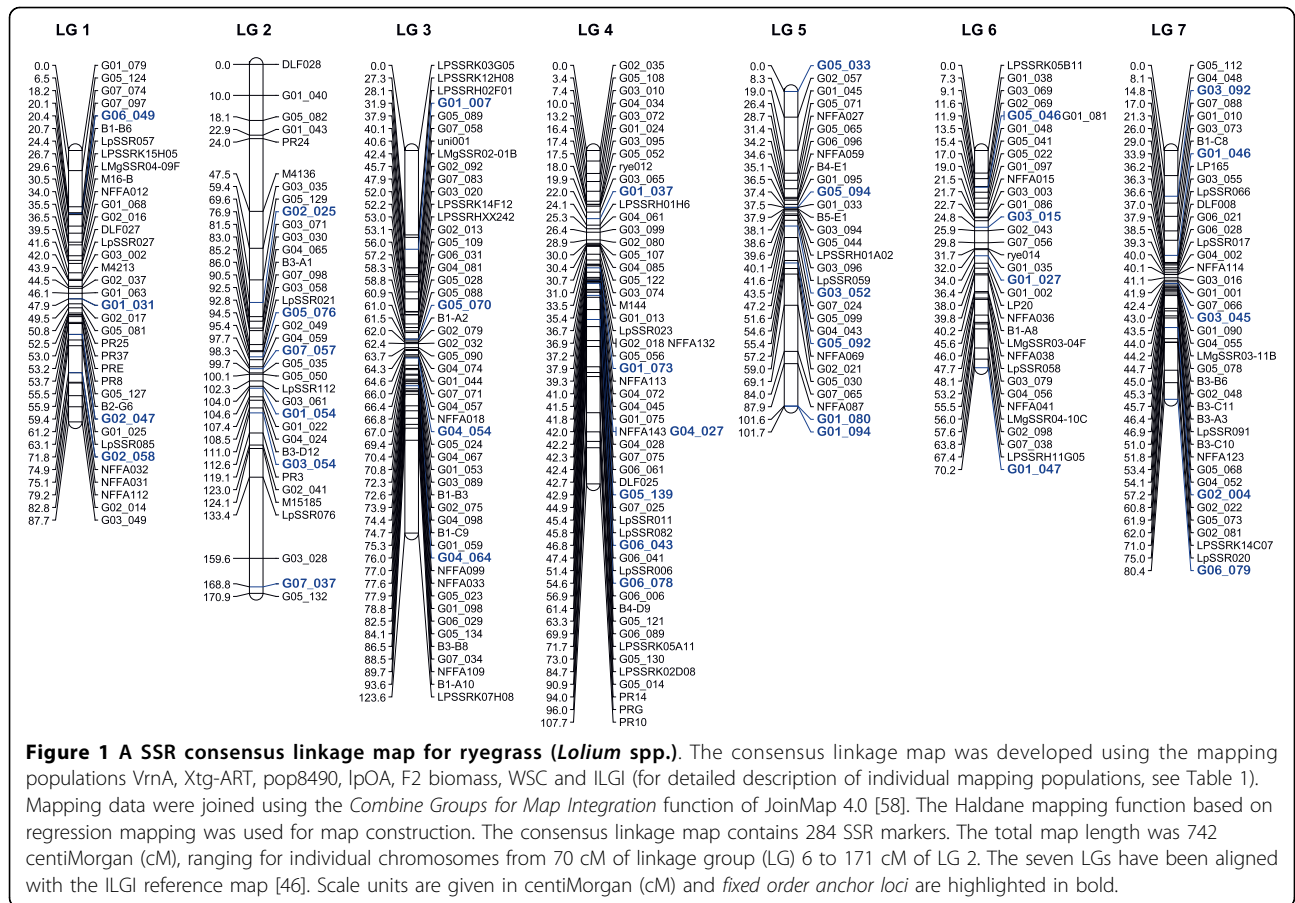 LG 1
0.0 G01_079
6.5 G05_124
18.2 G07_074
20.1 G07_097
20.4 G06_049
20.7 B1-B6
24.4 LpSSR057
26.7 LPSSRK15H05
29.6 LMgSSR04-09F
30.5 M16-B
34.0 NFFA012
35.5 G01_068
36.5 G02_016
39.5 DLF027
41.6 LpSSR027
42.0 G03_002
43.9 M4213
44.5 G02_037
46.1 G01_063
47.9 G01_031
49.5 G02_017
50.8 G05_081
52.5 PR25
53.0 PR37
53.2 PRE
53.7 PR8
55.5 G05_127
55.9 B2-G6
59.4 G02_047
61.2 G01_025
63.1 LpSSR085
71.8 G02_058
74.9 NFFA032
75.1 NFFA031
79.2 NFFA112
82.8 G02_014
87.7 G03_049
LG 2
0.0 DLF028
10.0 G01_040
18.1 G05_082
22.9 G01_043
24.0 PR24
47.5 M4136
59.4 G03_035
69.6 G05_129
76.9 G02_025
81.5 G03_071
83.0 G03_030
85.2 G04_065
86.0 B3-A1
90.5 G07_098
92.5 G03_058
92.8 LpSSR021
94.5 G05_076
95.4 G02_049
97.7 G04_059
98.3 G07_057
99.7 G05_035
100.1 G05_050
102.3 LpSSR112
104.0 G03_061
104.6 G01_054
107.4 G01_022
108.5 G04_024
111.0 B3-D12
112.6 G03_054
119.1 PR3
123.0 G02_041
124.1 M15185
133.4 LpSSR076
159.6 G03_028
168.8 G07_037
170.9 G05_132
LG 3
0.0 LPSSRK03G05
27.3 LPSSRK12H08
28.1 LPSSRH02F01
31.9 G01_007
37.9 G05_089
40.1 G07_058
40.6 uni001
42.4 LMgSSR02-01B
45.7 G02_092
47.9 G07_083
52.0 G03_020
52.2 LPSSRK14F12
53.0 LPSSRHXX242
53.1 G02_013
56.0 G05_109
57.2 G06_031
58.3 G04_081
59.1 G05_028
60.9 G05_088
61.0 G05_070
61.5 B1-A2
62.0 G02_079
62.4 G02_032
63.7 G05_090
64.3 G04_074
64.6 G01_044
66.0 G07_071
66.4 G04_057
66.8 NFFA018
67.0 G04_054
69.4 G05_024
70.4 G04_067
70.8 G01_053
72.3 G03_089
72.6 B1-B3
73.9 G02_075
74.4 G04_098
74.7 B1-C9
75.3 G01_059
76.0 G04_064
77.0 NFFA099
77.6 NFFA033
77.9 G05_023
78.8 G01_098
82.5 G06_029
84.1 G05_134
86.5 B3-B8
88.5 G07_034
89.7 NFFA109
93.6 B1-A10
123.6 LPSSRK07H08
LG 4
0.0 G02_035
3.4 G05_108
7.4 G03_010
9.5 G04_034
12.6 G03_072
16.4 G01_024
17.4 G03_095
17.5 G05_052
18.0 rye012
19.9 G03_065
22.0 G01_037
24.1 LPSSRH01H6
25.3 G04_061
26.4 G03_099
28.9 G02_080
30.0 G05_107
30.4 G04_085
30.7 G05_122
31.0 G03_074
33.5 M144
35.4 G01_013
36.7 LpSSR023
36.9 G02_018 NFFA132
37.2 G05_056
37.9 G01_073
39.3 NFFA113
40.2 G04_072
41.5 G04_045
41.8 G01_075
42.0 NFFA143 G04_027
42.2 G04_028
42.3 G07_075
42.4 G06_061
42.7 DLF025
42.9 G05_139
44.9 G07_025
45.4 LpSSR011
45.8 LpSSR082
46.8 G06_043
47.4 G06_041
51.4 LpSSR006
54.6 G06_078
56.9 G06_006
61.4 B4-D9
63.3 G05_121
69.9 G06_089
71.7 LPSSRK05A11
73.0 G05_130
84.7 LPSSRK02D08
90.9 G05_014
94.0 PR14
96.0 PRG
107.7 PR10
LG 5
0.0 G05_033
8.3 G02_057
19.0 G01_045
26.4 G05_071
28.7 NFFA027
31.4 G05_065
34.2 G06_096
34.6 NFFA059
35.1 B4-E1
36.5 G01_095
37.4 G05_094
37.5 G01_033
37.9 B5-E1
38.1 G03_094
38.6 G05_044
39.6 LPSSRH01A02
40.1 G03_096
41.6 LpSSR059
43.5 G03_052
47.2 G07_024
51.6 G05_099
54.6 G04_043
55.4 G05_092
57.2 NFFA069
59.0 G02_021
69.1 G05_030
84.0 G07_065
87.9 NFFA087
101.6 G01_080
101.7 G01_094
LG 6
0.0 LPSSRK05B11
7.3 G01_038
9.1 G03_069
11.6 G02_069
11.9 G05_046 G01_081
13.5 G01_048
15.4 G05_041
17.0 G05_022
19.0 G01_097
21.5 NFFA015
21.7 G03_003
22.7 G01_086
24.8 G03_015
25.9 G02_043
29.8 G07_056
31.7 rye014
32.0 G01_035
34.0 G01_027
36.4 G01_002
38.0 LP20
39.8 NFFA036
40.2 B1-A8
45.6 LMgSSR03-04F
46.0 NFFA038
47.7 LpSSR058
48.1 G03_079
53.2 G04_056
55.5 NFFA041
56.0 LMgSSR04-10C
57.6 G02_098
63.8 G07_038
67.4 LPSSRH11G05
70.2 G01_047
LG 7
0.0 G05_112
8.1 G04_048
14.8 G03_092
17.0 G07_088
21.3 G01_010
26.0 G03_073
29.2 B1-C8
33.9 G01_046
36.2 LP165
36.3 G03_055
36.6 LpSSR066
37.0 DLF008
37.9 G06_021
38.5 G06_028
39.3 LpSSR017
40.0 G04_044
40.1 NFFA114
41.1 G03_016
41.9 G01_001
42.2 G07_066
42.4 G03_045
43.0 G01_090
43.5 G04_055
44.2 LMgSSR03-11B
44.7 G05_078
45.0 B3-B6
45.2 G04_038
45.7 B3-C11
46.4 B3-A3
46.9 LpSSR091
49.9 B3-C10
51.8 NFFA123
53.4 G05_068
54.1 G04_052
57.2 G02_004
60.8 G02_022
61.9 G05_073
62.0 G02_081
71.0 LPSSRK14C07
75.0 LpSSR020
80.4 G06_079
Figure 1 A SSR consensus linkage map for ryegrass (Lolium spp.). The consensus linkage map was developed using the mapping
populations VrnA, Xtg-ART, pop8490, lpOA, F2 biomass, WSC and ILGI (for detailed description of individual mapping populations, see Table 1).
Mapping data were joined using the Combine Groups for Map Integration function of JoinMap 4.0 [58]. The Haldane mapping function based on
regression mapping was used for map construction. The consensus linkage map contains 284 SSR markers. The total map length was 742
centiMorgan (cM), ranging for individual chromosomes from 70 cM of linkage group (LG) 6 to 171 cM of LG 2. The seven LGs have been aligned
with the ILGI reference map [46]. Scale units are given in centiMorgan (cM) and fixed order anchor loci are highlighted in bold.